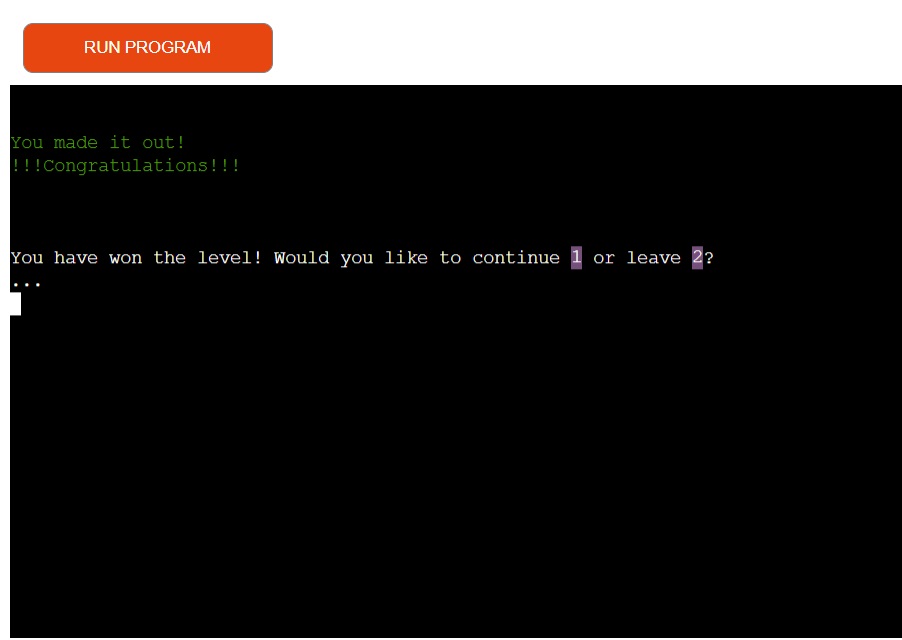 RUN PROGRAM
You made it out!
!!!Congratulations!!!
You have won the level! Would you like to continue 1 or leave 2?
...